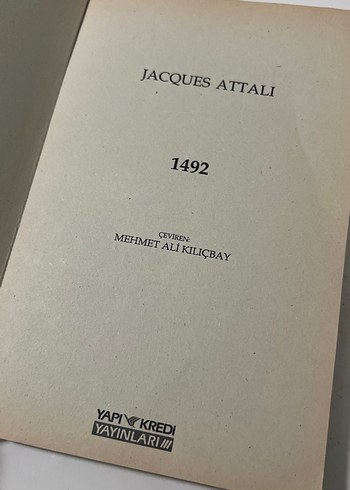 JACQUES ATTALI
1492
ÇEVİREN:
MEHMET ALİ KILIÇBAY
YAPI KREDİ
YAYINLARI